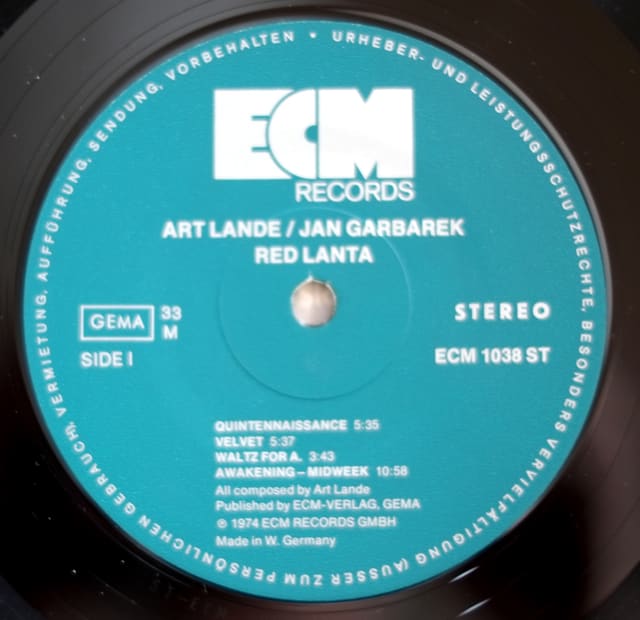 URHEBER- UND LEISTUNGSSCHUTZRECHTE, BESONDERS VERVIELFÄLTIGUNG (AUSSER ZUM PERSÖNLICHEN GEBRAUCH), VERMIETUNG, AUFFÜHRUNG, SENDUNG, VORBEHALTEN •
ECM
RECORDS
ART LANDE / JAN GARBAREK
RED LANTA
GEMA 33 M
STEREO
SIDE I
ECM 1038 ST
QUINTENNAISSANCE 5:35
VELVET 5:37
WALTZ FOR A. 3:43
AWAKENING – MIDWEEK 10:58
All composed by Art Lande
Published by ECM-VERLAG, GEMA
℗ 1974 ECM RECORDS GMBH
Made in W. Germany